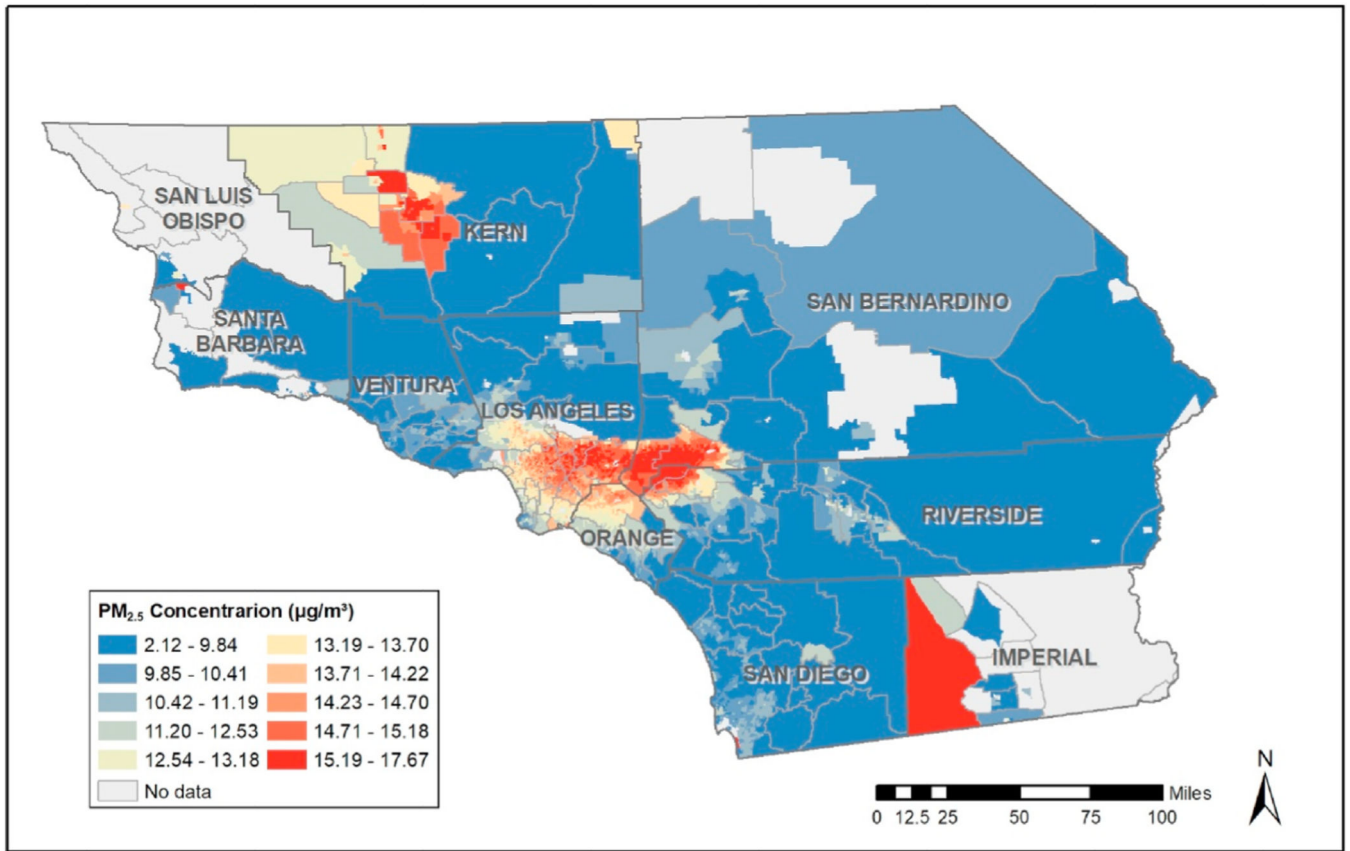 SAN LUIS
OBISPO
KERN
SAN BERNARDINO
SANTA
BARBARA
VENTURA
LOS ANGELES
RIVERSIDE
ORANGE
IMPERIAL
SAN DIEGO
PM₂.₅ Concentrarion (µg/m³)
2.12 - 9.84
9.85 - 10.41
10.42 - 11.19
11.20 - 12.53
12.54 - 13.18
No data
13.19 - 13.70
13.71 - 14.22
14.23 - 14.70
14.71 - 15.18
15.19 - 17.67
Miles
0 12.5 25 50 75 100
N